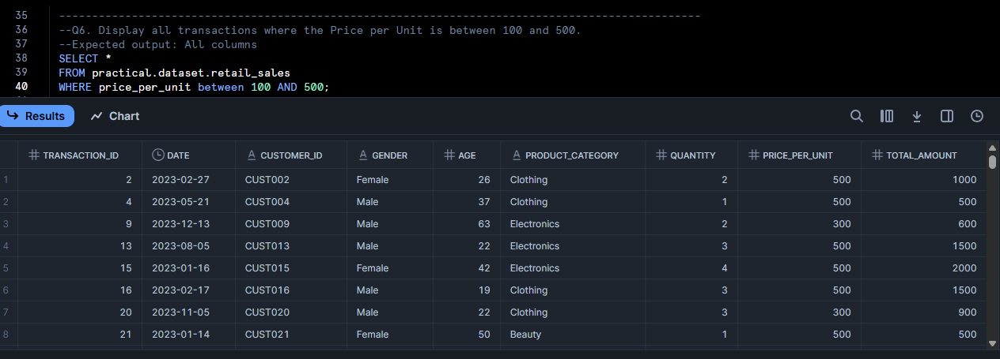 35 ------------------------------------------------------------------------------------------------
36 --Q6. Display all transactions where the Price per Unit is between 100 and 500.
37 --Expected output: All columns
38 SELECT *
39 FROM practical.dataset.retail_sales
40 WHERE price_per_unit between 100 AND 500;
Results Chart
TRANSACTION_ID DATE CUSTOMER_ID GENDER AGE PRODUCT_CATEGORY QUANTITY PRICE_PER_UNIT TOTAL_AMOUNT
1 2 2023-02-27 CUST002 Female 26 Clothing 2 500 1000
2 4 2023-05-21 CUST004 Male 37 Clothing 1 500 500
3 9 2023-12-13 CUST009 Male 63 Electronics 2 300 600
4 13 2023-08-05 CUST013 Male 22 Electronics 3 500 1500
5 15 2023-01-16 CUST015 Female 42 Electronics 4 500 2000
6 16 2023-02-17 CUST016 Male 19 Clothing 3 500 1500
7 20 2023-11-05 CUST020 Male 22 Clothing 3 300 900
8 21 2023-01-14 CUST021 Female 50 Beauty 1 500 500